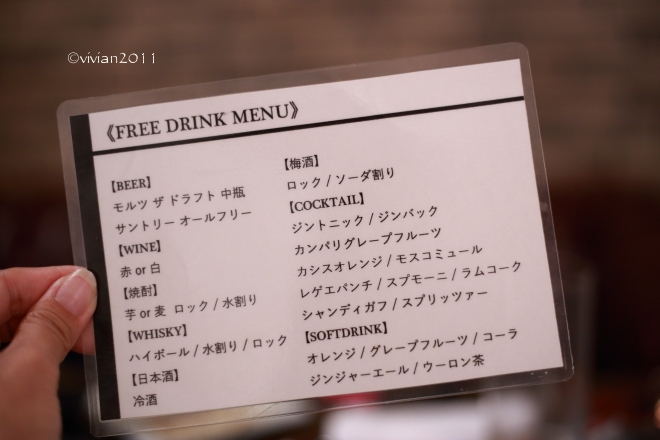 ©vivian2011
《FREE DRINK MENU》
【BEER】
モルツ ザ ドラフト 中瓶
サントリー オールフリー
【WINE】
赤 or 白
【焼酎】
芋 or 麦 ロック / 水割り
【WHISKY】
ハイボール / 水割り / ロック
【日本酒】
冷酒
【梅酒】
ロック / ソーダ割り
【COCKTAIL】
ジントニック / ジンバック
カンパリグレープフルーツ
カシスオレンジ / モスコミュール
レゲエパンチ / スプモーニ / ラムコーク
シャンディガフ / スプリッツァー
【SOFTDRINK】
オレンジ / グレープフルーツ / コーラ
ジンジャーエール / ウーロン茶